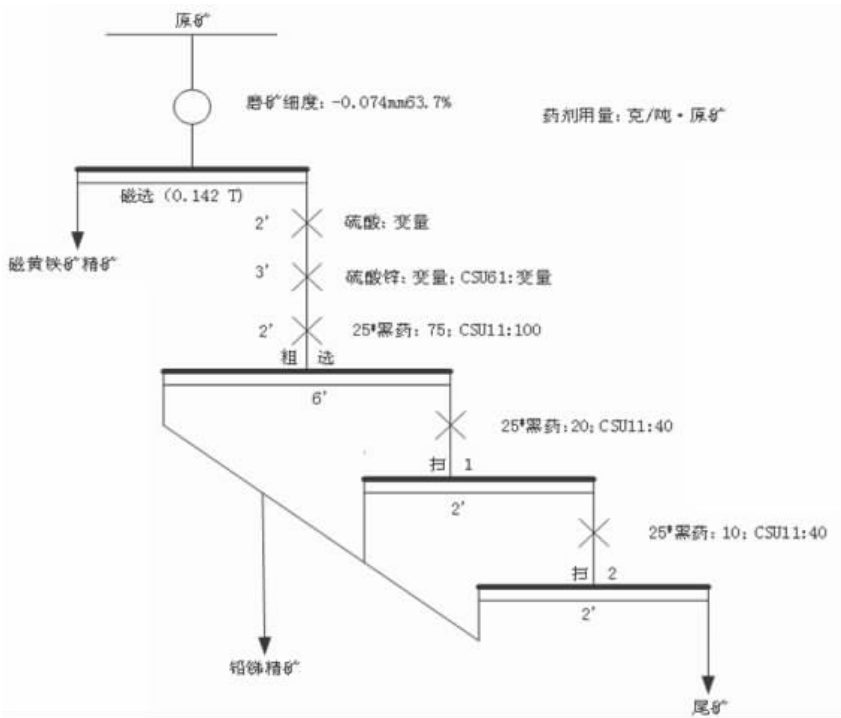 原矿
磨矿细度：-0.074mm63.7%
药剂用量：克/吨·原矿
磁选（0.142 T）
磁黄铁矿精矿
2'
硫酸：变量
3'
硫酸锌：变量；CSU61：变量
2'
25#黑药：75；CSU11:100
粗 选
6'
25#黑药:20；CSU11:40
扫 1
2'
25#黑药：10；CSU11:40
扫 2
2'
铅锑精矿
尾矿